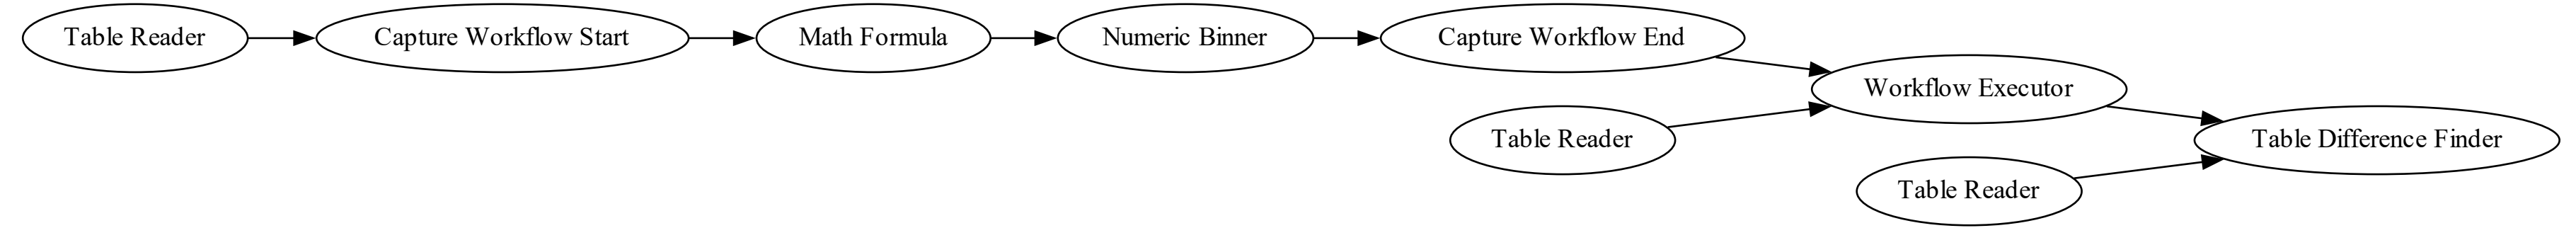 Table Reader
Capture Workflow Start
Math Formula
Numeric Binner
Capture Workflow End
Workflow Executor
Table Reader
Table Difference Finder
Table Reader